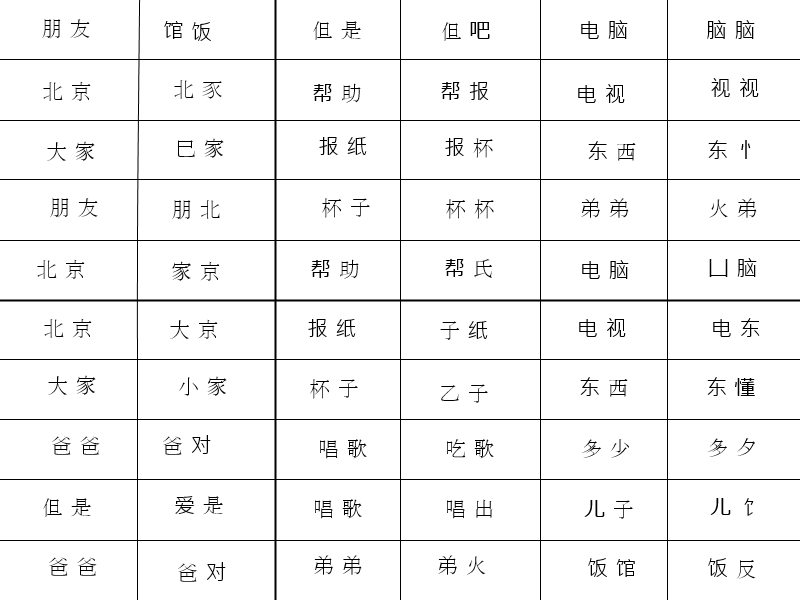 朋友 馆饭 但是 但吧 电脑 脑脑
北京 北豕 帮助 帮报 电视 视视
大家 巳家 报纸 报杯 东西 东忄
朋友 朋北 杯子 杯杯 弟弟 火弟
北京 家京 帮助 帮氏 电脑 凵脑
北京 大京 报纸 子纸 电视 电东
大家 小家 杯子 乙子 东西 东懂
爸爸 爸对 唱歌 吃歌 多少 多夕
但是 爱是 唱歌 唱出 儿子 儿饣
爸爸 爸对 弟弟 弟火 饭馆 饭反